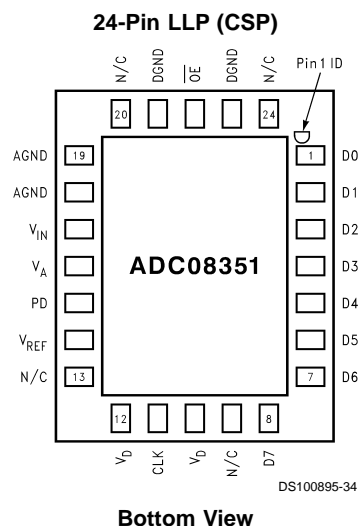 24-Pin LLP (CSP)
N/C DGND OE DGND N/C
Pin1 ID
20 24
AGND 19 1 D0
AGND D1
VIN D2
VA ADC08351 D3
PD D4
VREF D5
N/C 13 7 D6
12 8
VD CLK VD N/C D7
DS100895-34
Bottom View